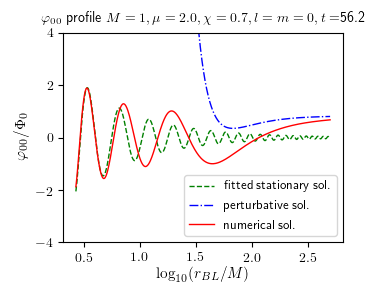 φ₀₀ profile M = 1, μ = 2.0, χ = 0.7, l = m = 0, t =56.2
φ₀₀/Φ₀
4
2
0
−2
−4
fitted stationary sol.
perturbative sol.
numerical sol.
0.5 1.0 1.5 2.0 2.5
log₁₀(r_BL/M)